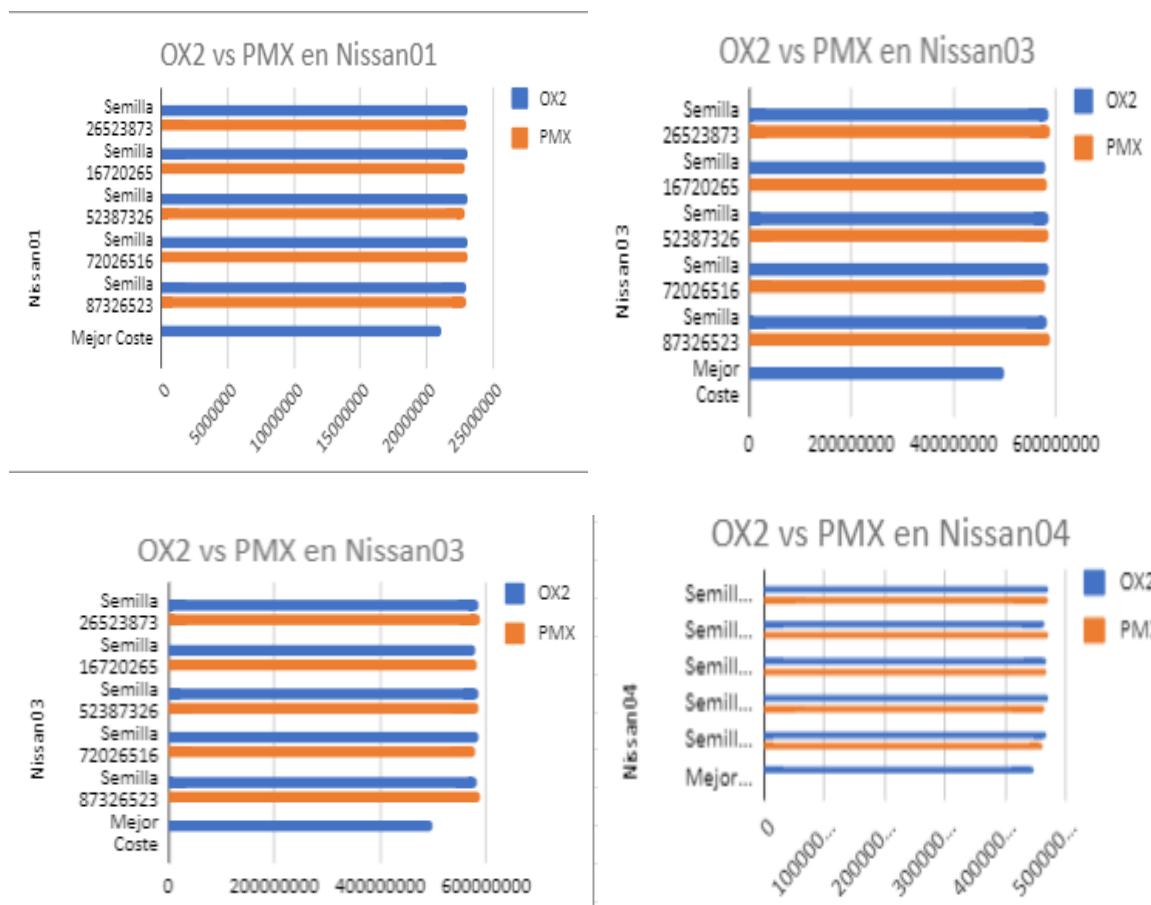 OX2 vs PMX en Nissan01
OX2
PMX
Semilla
26523873
Semilla
16720265
Semilla
52387326
Semilla
72026516
Semilla
87326523
Mejor Coste
Nissan01
0
5000000
10000000
15000000
20000000
25000000
OX2 vs PMX en Nissan03
OX2
PMX
Semilla
26523873
Semilla
16720265
Semilla
52387326
Semilla
72026516
Semilla
87326523
Mejor
Coste
Nissan03
0 200000000 400000000 600000000
OX2 vs PMX en Nissan03
OX2
PMX
Semilla
26523873
Semilla
16720265
Semilla
52387326
Semilla
72026516
Semilla
87326523
Mejor
Coste
Nissan03
0 200000000 400000000 600000000
OX2 vs PMX en Nissan04
OX2
PMX
Semill...
Semill...
Semill...
Semill...
Semill...
Mejor...
Nissan04
0
100000...
200000...
300000...
400000...
500000...